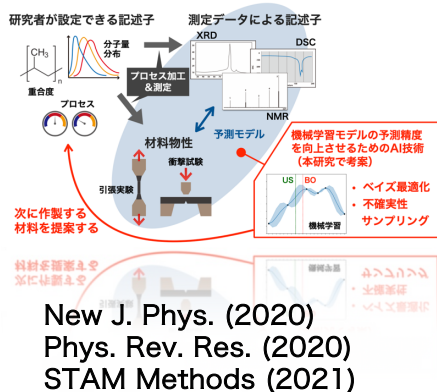 研究者が設定できる記述子
測定データによる記述子
CH₃
n
分子量
分布
重合度
プロセス
プロセス加工
&測定
XRD
DSC
NMR
材料物性
予測モデル
衝撃試験
引張実験
次に作製する
材料を提案する
機械学習モデルの予測精度
を向上させるためのAI技術
(本研究で考案)
US BO
機械学習
・ベイズ最適化
・不確実性
サンプリング
New J. Phys. (2020)
Phys. Rev. Res. (2020)
STAM Methods (2021)